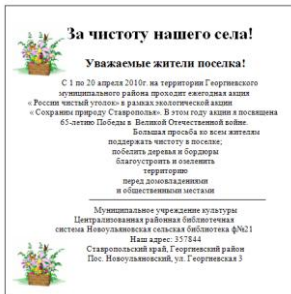 За чистоту нашего села!
Уважаемые жители поселка!
С 1 по 20 апреля 2010г. на территории Георгиевского
муниципального района проходит ежегодная акция
« России чистый уголок» в рамках экологической акции
« Сохраним природу Ставрополья». В этом году акция я посвящена
65-летию Победы в Великой Отечественной войне.
Большая просьба ко всем жителям
поддержать чистоту в поселке;
побелить деревья и бордюры
благоустроить и озеленить
территорию
перед домовладениями
и общественными местами
Муниципальное учреждение культуры
Централизованная районная библиотечная
система Новоульяновская сельская библиотека ф№21
Наш адрес: 357844
Ставропольский край, Георгиевский район
Пос. Новоульяновский, ул. Георгиевская 3